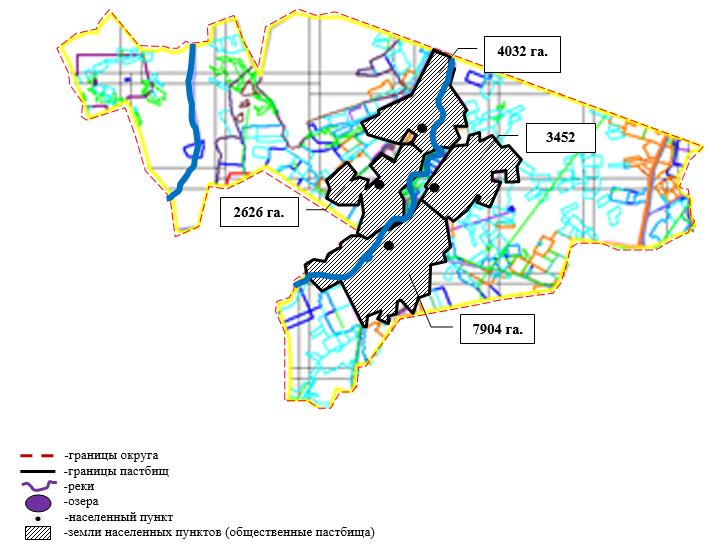 4032 га.
3452
2626 га.
7904 га.
-границы округа
-границы пастбищ
-реки
-озера
-населенный пункт
-земли населенных пунктов (общественные пастбища)